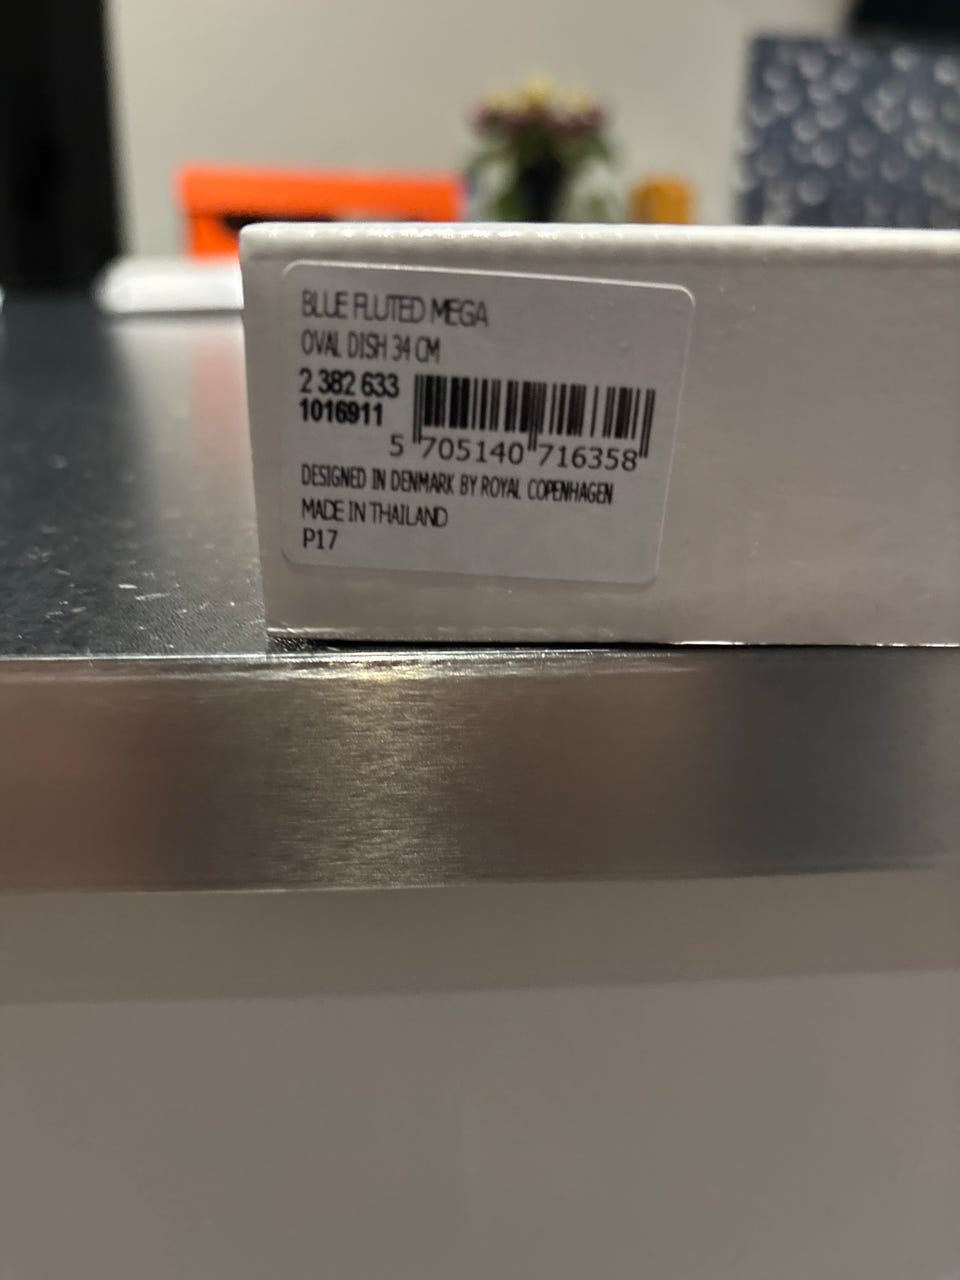 BLUE FLUTED MEGA
OVAL DISH 34 CM
2 382 633
1016911
5 705140 716358
DESIGNED IN DENMARK BY ROYAL COPENHAGEN
MADE IN THAILAND
P17